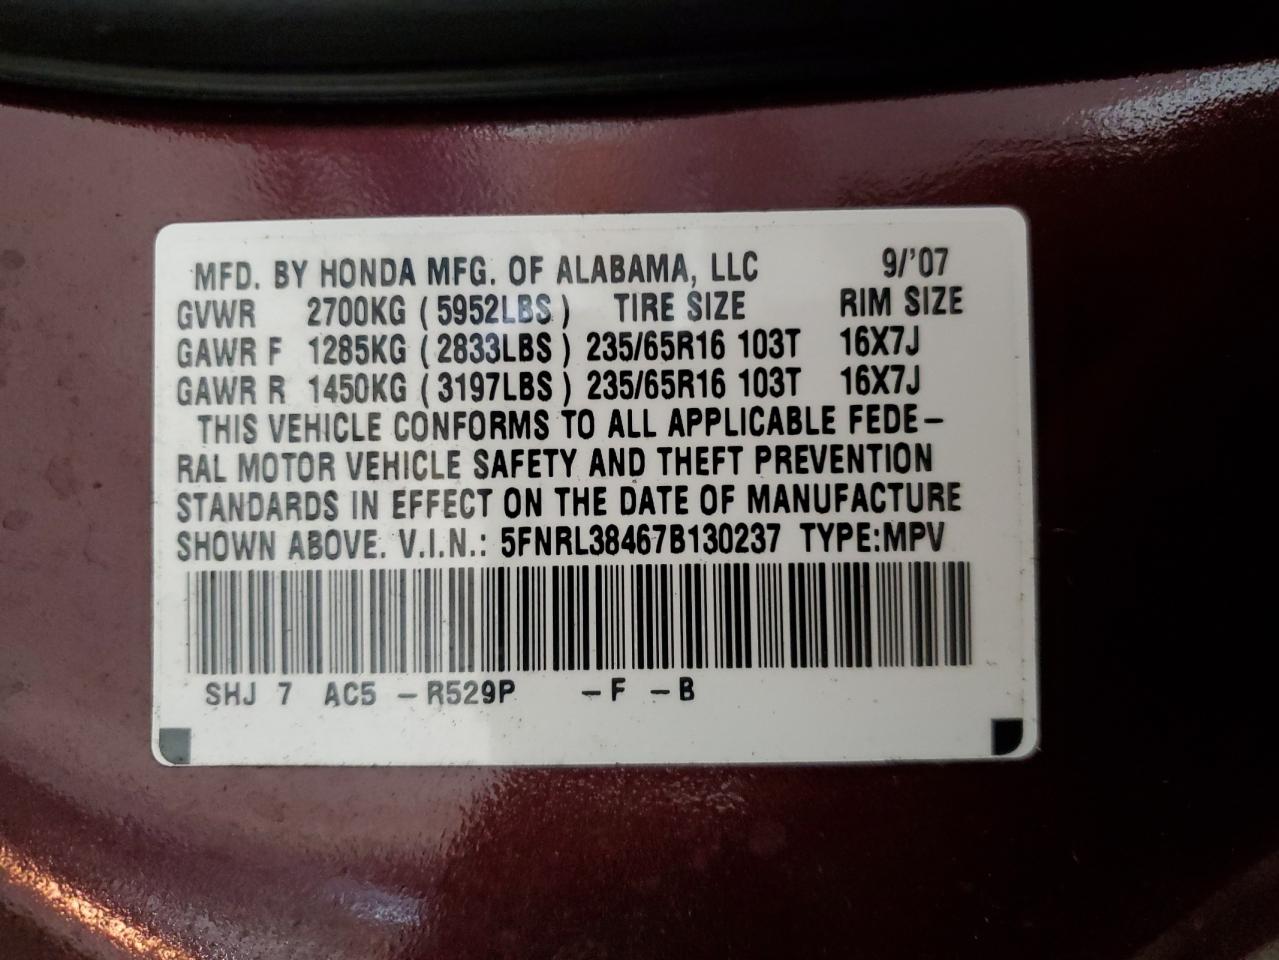 MFD. BY HONDA MFG. OF ALABAMA, LLC 9/'07
GVWR 2700KG (5952LBS) TIRE SIZE RIM SIZE
GAWR F 1285KG (2833LBS) 235/65R16 103T 16X7J
GAWR R 1450KG (3197LBS) 235/65R16 103T 16X7J
THIS VEHICLE CONFORMS TO ALL APPLICABLE FEDE-
RAL MOTOR VEHICLE SAFETY AND THEFT PREVENTION
STANDARDS IN EFFECT ON THE DATE OF MANUFACTURE
SHOWN ABOVE. V.I.N.: 5FNRL38467B130237 TYPE:MPV
SHJ 7 AC5 -R529P -F -B